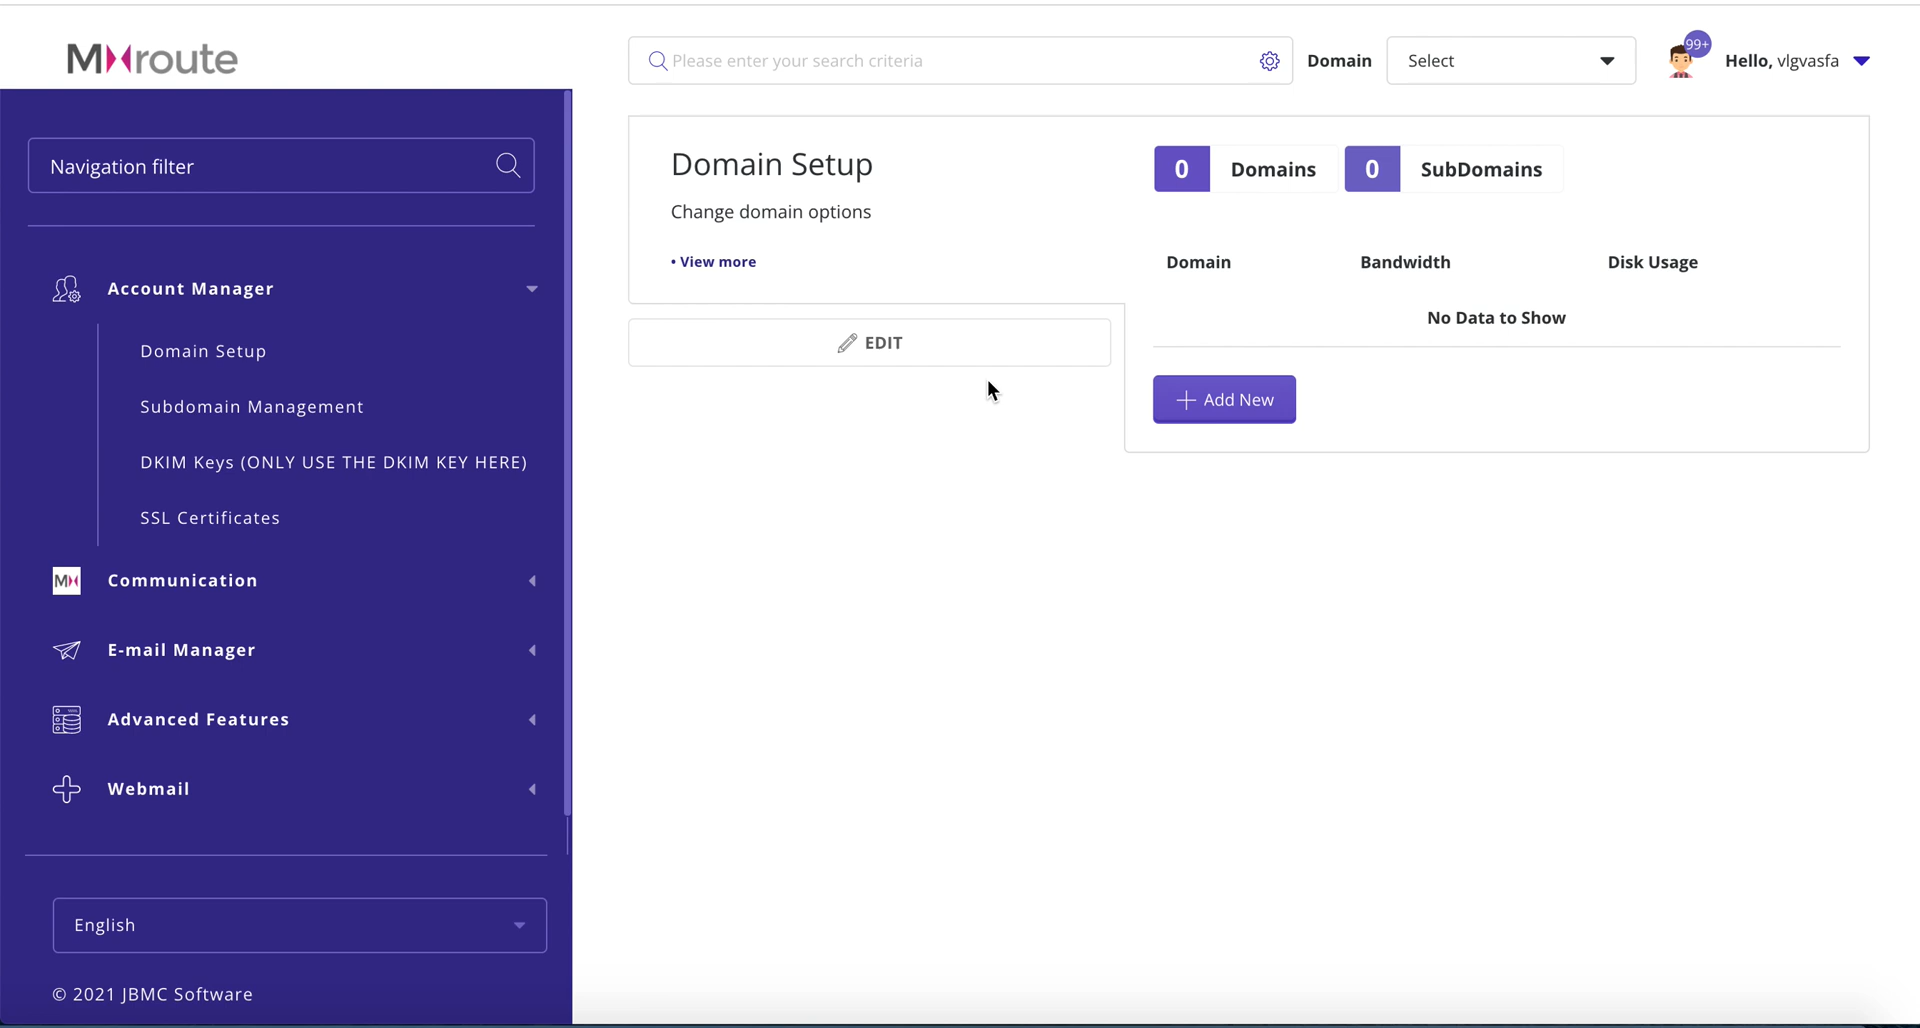 MXroute
Please enter your search criteria
Domain
Select
99+
Hello, vlgvasfa
Navigation filter
Account Manager
Domain Setup
Subdomain Management
DKIM Keys (ONLY USE THE DKIM KEY HERE)
SSL Certificates
Communication
E-mail Manager
Advanced Features
Webmail
English
© 2021 JBMC Software
Domain Setup
Change domain options
• View more
EDIT
0 Domains
0 SubDomains
Domain Bandwidth Disk Usage
No Data to Show
Add New